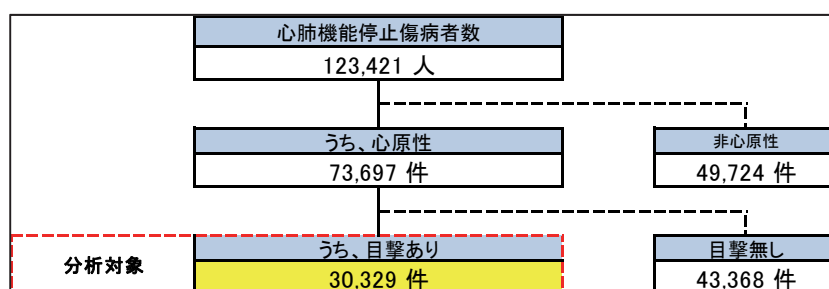 心肺機能停止傷病者数
123,421 人
うち、心原性
非心原性
73,697 件
49,724 件
分析対象
うち、目撃あり
目撃無し
30,329 件
43,368 件